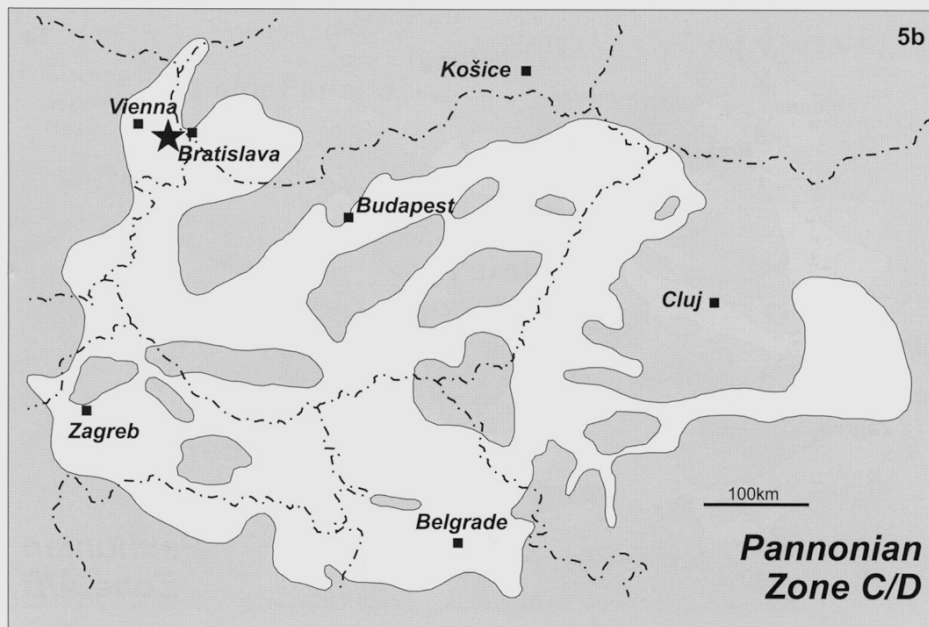 5b
Košice
Vienna
Bratislava
Budapest
Cluj
Zagreb
100km
Belgrade
Pannonian
Zone C/D